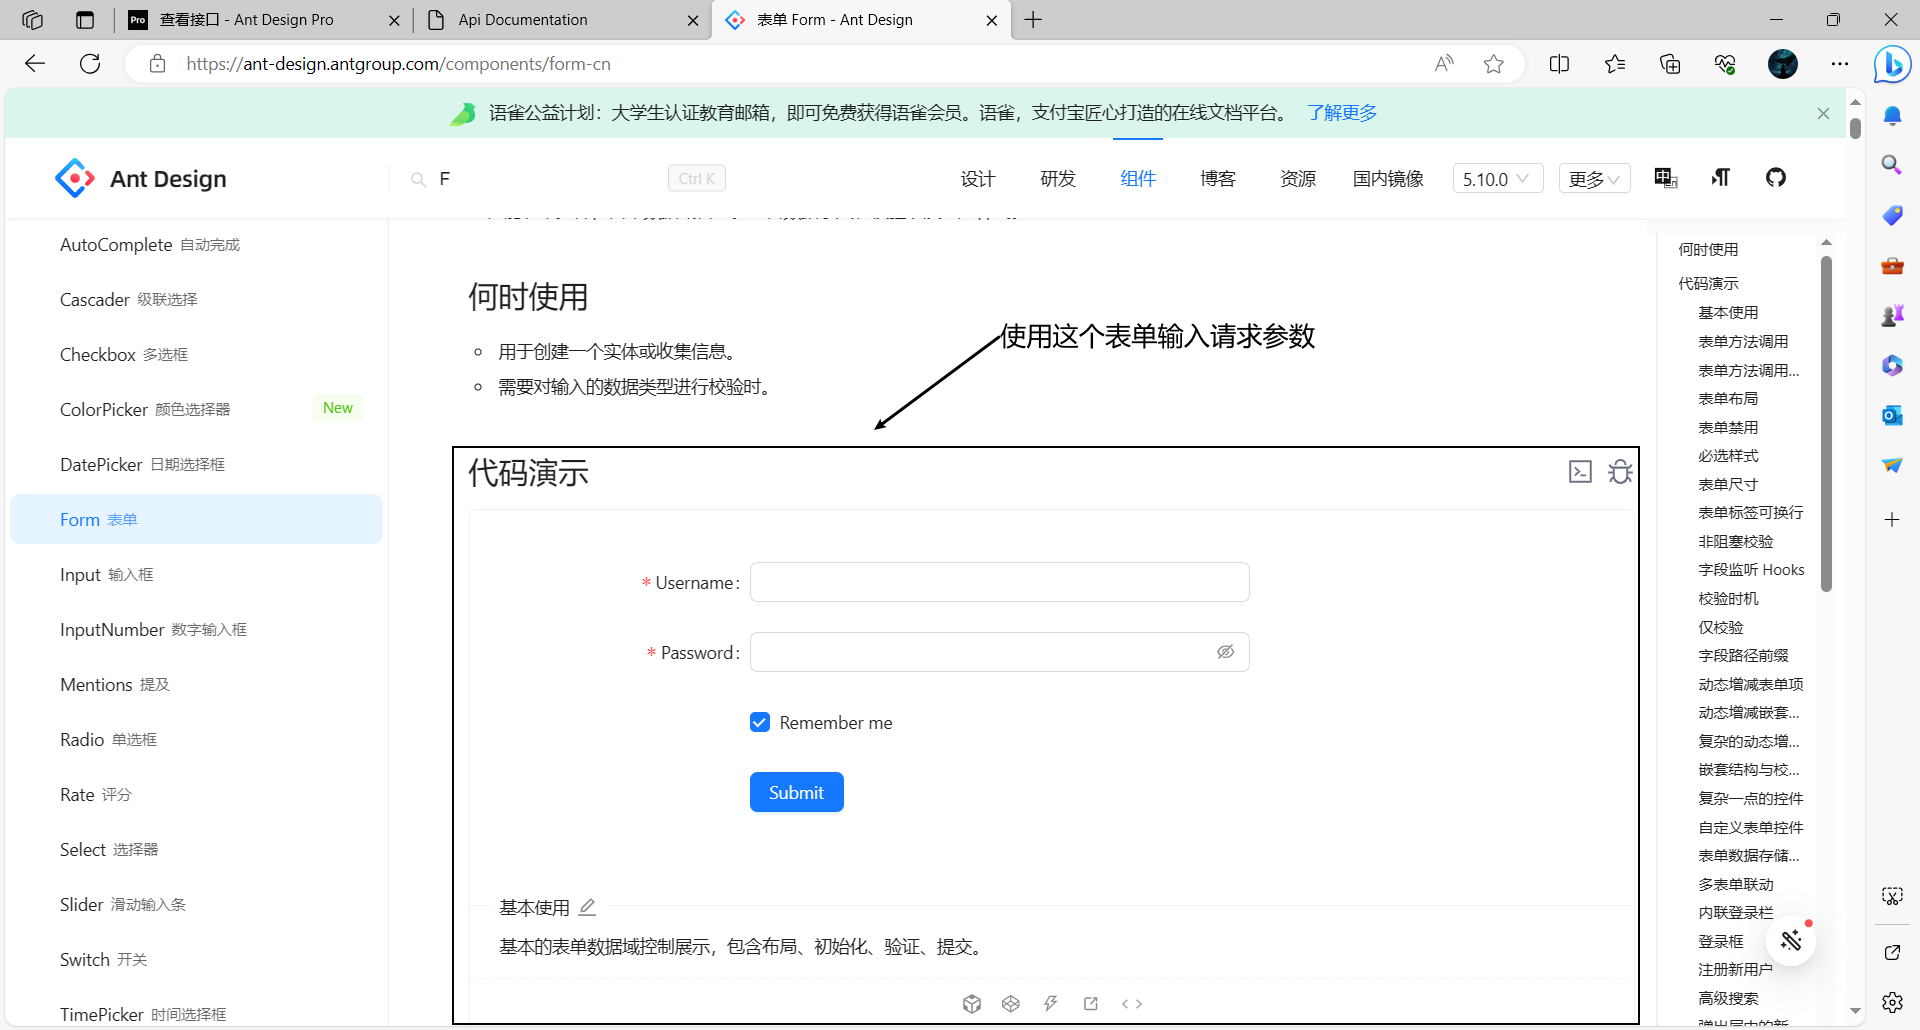 查看接口 - Ant Design Pro
Api Documentation
表单 Form - Ant Design
https://ant-design.antgroup.com/components/form-cn
语雀公益计划：大学生认证教育邮箱，即可免费获得语雀会员。语雀，支付宝匠心打造的在线文档平台。 了解更多
Ant Design
F
Ctrl K
设计
研发
组件
博客
资源
国内镜像
5.10.0
更多
AutoComplete 自动完成
Cascader 级联选择
Checkbox 多选框
ColorPicker 颜色选择器
New
DatePicker 日期选择框
Form 表单
Input 输入框
InputNumber 数字输入框
Mentions 提及
Radio 单选框
Rate 评分
Select 选择器
Slider 滑动输入条
Switch 开关
TimePicker 时间选择框
何时使用
用于创建一个实体或收集信息。
需要对输入的数据类型进行校验时。
使用这个表单输入请求参数
代码演示
* Username:
* Password:
Remember me
Submit
基本使用
基本的表单数据域控制展示，包含布局、初始化、验证、提交。
何时使用
代码演示
基本使用
表单方法调用
表单方法调用...
表单布局
表单禁用
必选样式
表单尺寸
表单标签可换行
非阻塞校验
字段监听 Hooks
校验时机
仅校验
字段路径前缀
动态增减表单项
动态增减嵌套...
复杂的动态增...
嵌套结构与校...
复杂一点的控件
自定义表单控件
表单数据存储...
多表单联动
内联登录栏
登录框
注册新用户
高级搜索